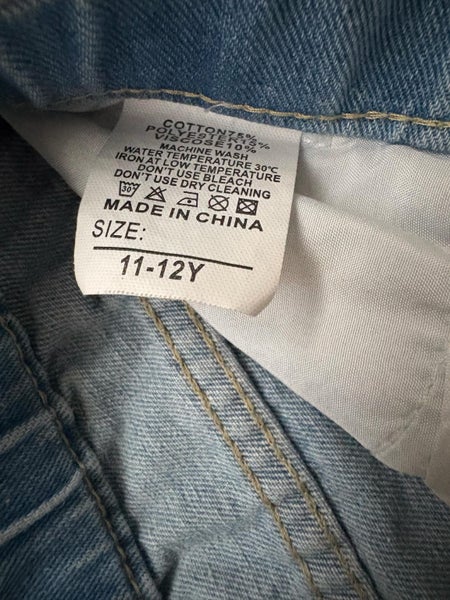 COTTON75%
POLYESTER15%
VISCOSE10%
MACHINE WASH
WATER TEMPERATURE 30℃
IRON AT LOW TEMPERATURE
DON'T USE BLEACH
DON'T USE DRY CLEANING
30
MADE IN CHINA
SIZE:
11-12Y